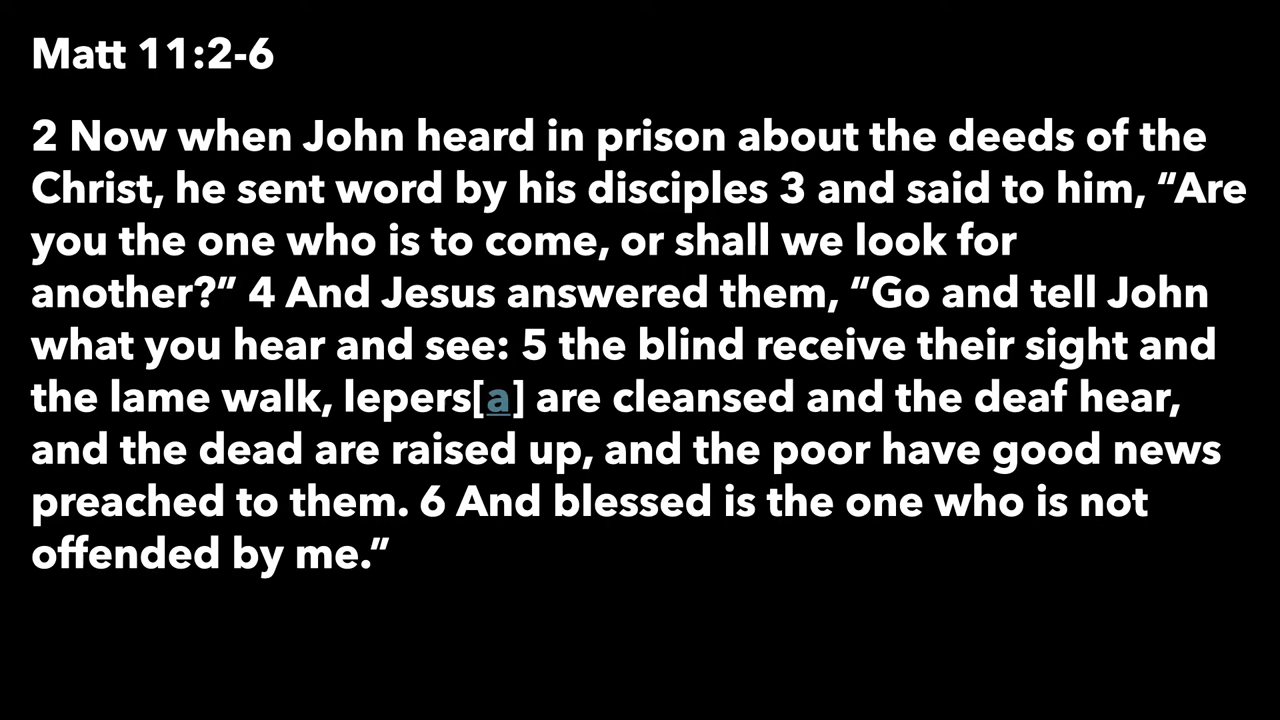 Matt 11:2-6
2 Now when John heard in prison about the deeds of the
Christ, he sent word by his disciples 3 and said to him, “Are
you the one who is to come, or shall we look for
another?” 4 And Jesus answered them, “Go and tell John
what you hear and see: 5 the blind receive their sight and
the lame walk, lepers[a] are cleansed and the deaf hear,
and the dead are raised up, and the poor have good news
preached to them. 6 And blessed is the one who is not
offended by me.”